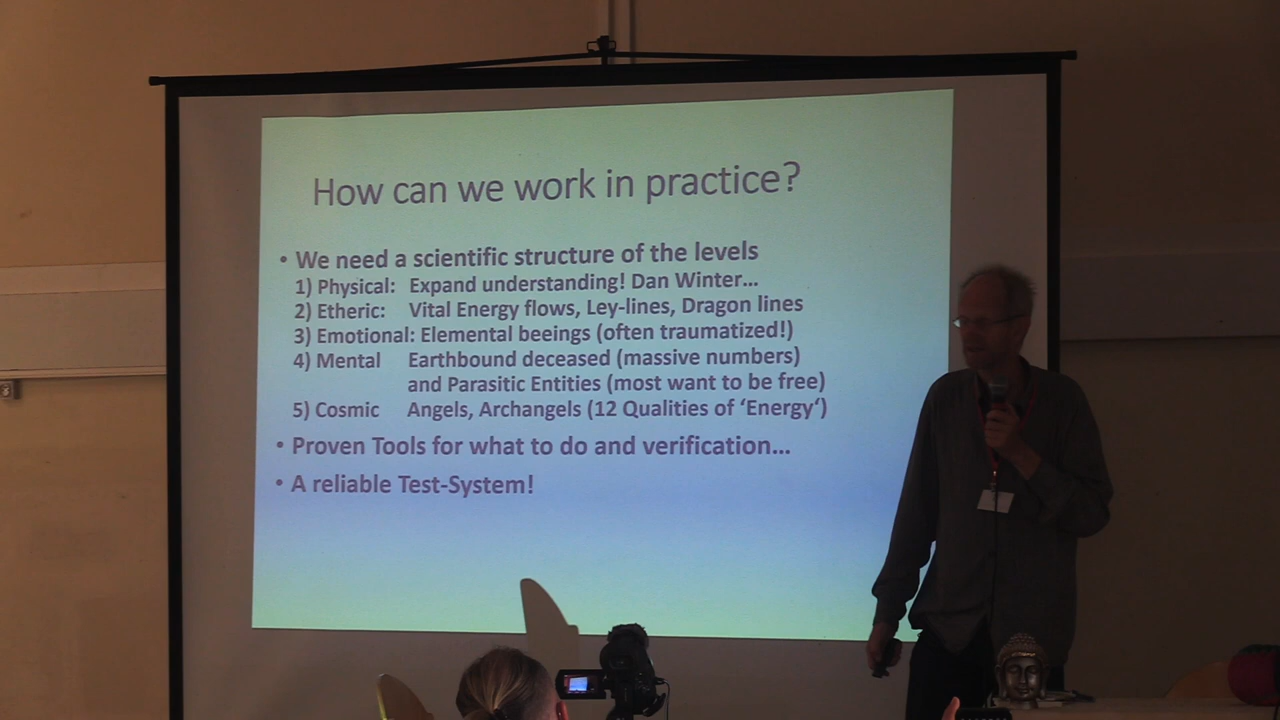 How can we work in practice?
• We need a scientific structure of the levels
1) Physical: Expand understanding! Dan Winter...
2) Etheric: Vital Energy flows, Ley-lines, Dragon lines
3) Emotional: Elemental beeings (often traumatized!)
4) Mental Earthbound deceased (massive numbers)
and Parasitic Entities (most want to be free)
5) Cosmic Angels, Archangels (12 Qualities of ‘Energy‘)
• Proven Tools for what to do and verification...
• A reliable Test-System!